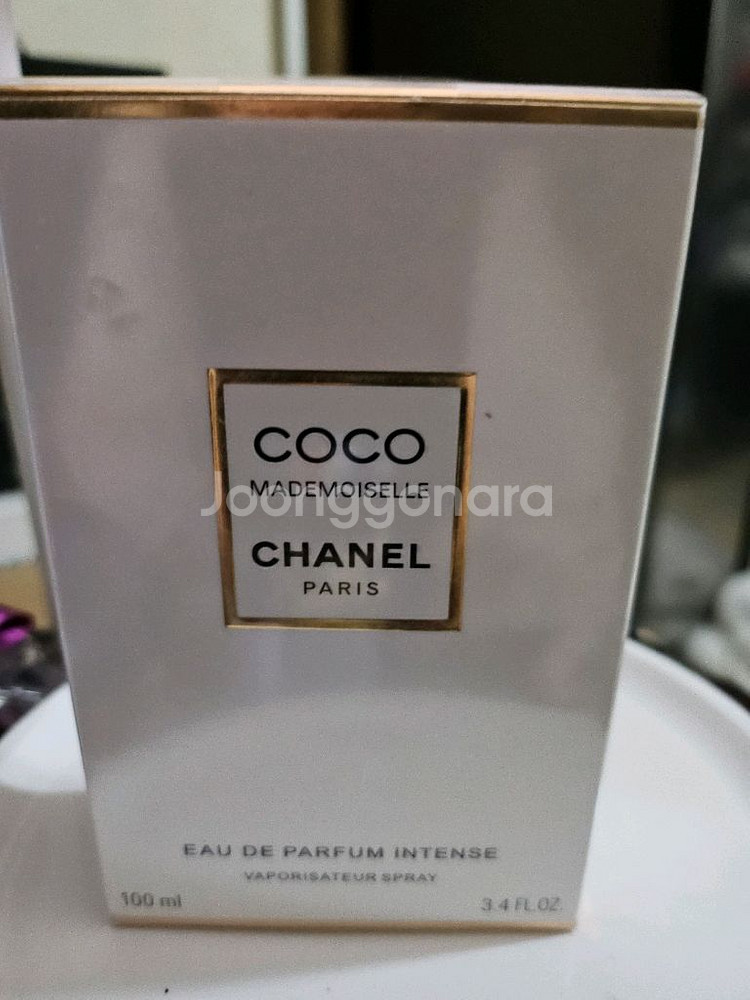 COCO
MADEMOISELLE
Joonggonara
CHANEL
PARIS
EAU DE PARFUM INTENSE
VAPORISATEUR SPRAY
100 ml
3.4 FL.OZ.